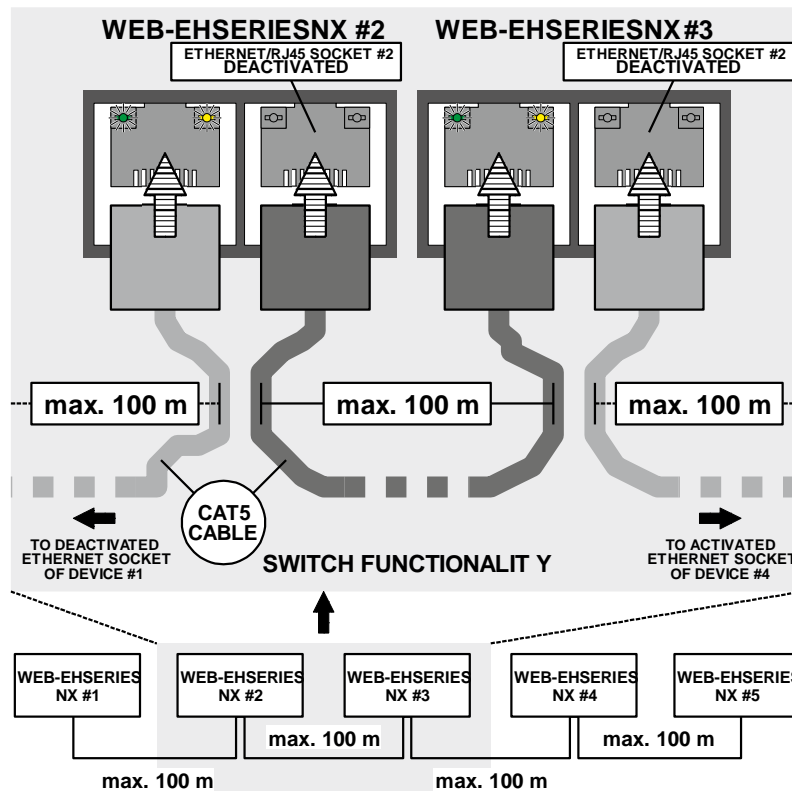 WEB-EHSERIESNX #2
WEB-EHSERIESNX #3
ETHERNET/RJ45 SOCKET #2
DEACTIVATED
ETHERNET/RJ45 SOCKET #2
DEACTIVATED
max. 100 m
max. 100 m
max. 100 m
CAT5
CABLE
TO DEACTIVATED
ETHERNET SOCKET
OF DEVICE #1
SWITCH FUNCTIONALIT Y
TO ACTIVATED
ETHERNET SOCKET
OF DEVICE #4
WEB-EHSERIES
NX #1
WEB-EHSERIES
NX #2
WEB-EHSERIES
NX #3
WEB-EHSERIES
NX #4
WEB-EHSERIES
NX #5
max. 100 m
max. 100 m
max. 100 m
max. 100 m